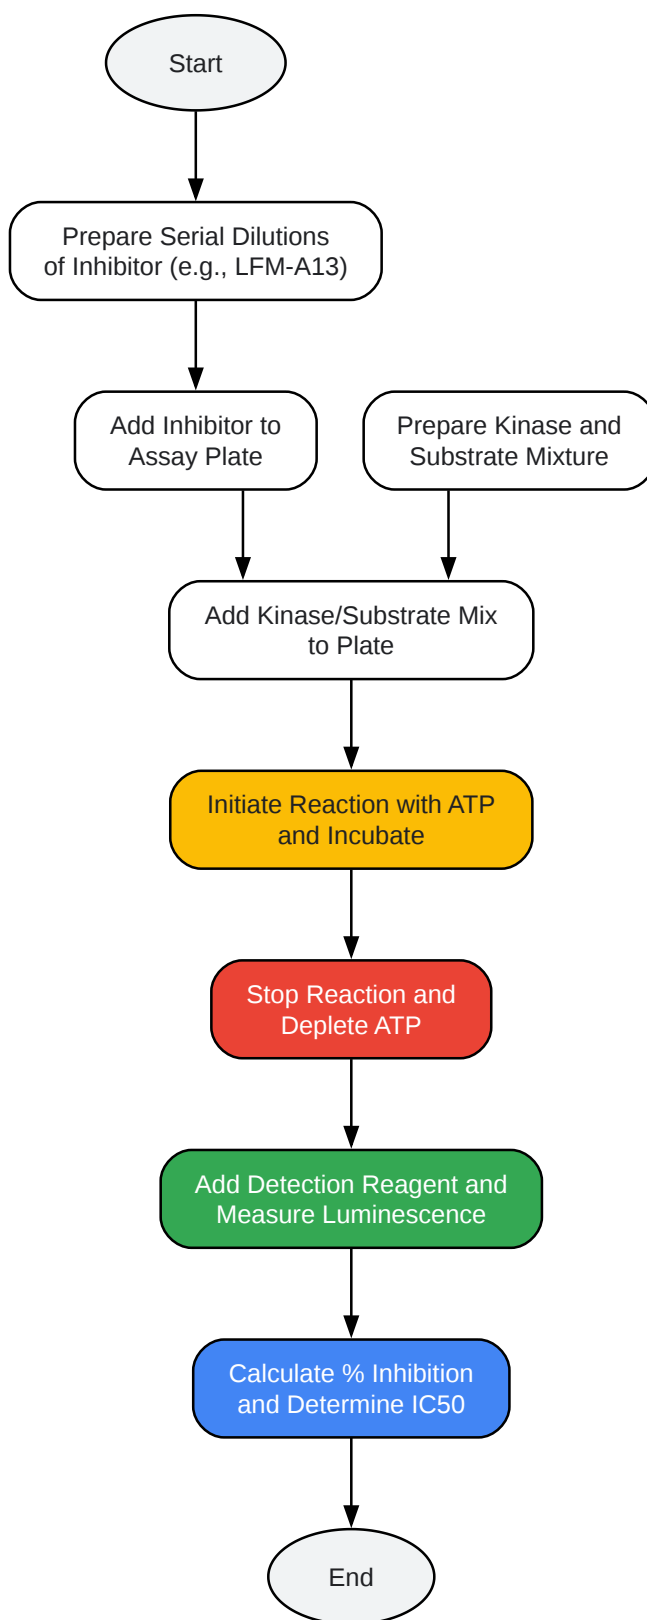 Start
Prepare Serial Dilutions
of Inhibitor (e.g., LFM-A13)
Add Inhibitor to
Assay Plate
Prepare Kinase and
Substrate Mixture
Add Kinase/Substrate Mix
to Plate
Initiate Reaction with ATP
and Incubate
Stop Reaction and
Deplete ATP
Add Detection Reagent and
Measure Luminescence
Calculate % Inhibition
and Determine IC50
End